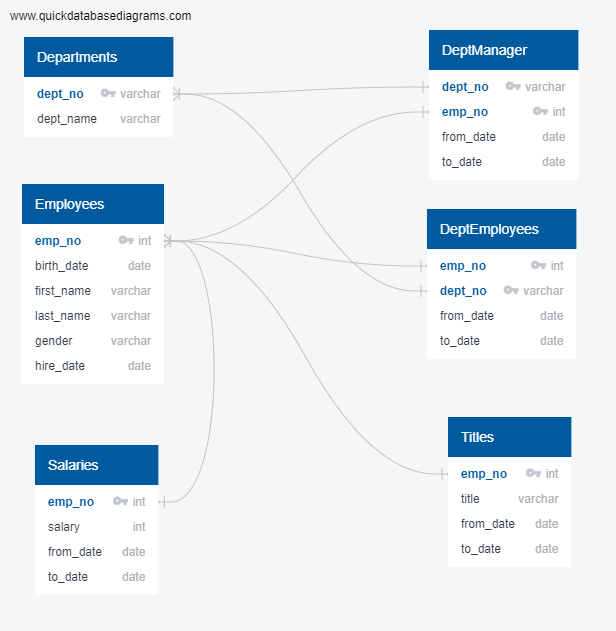 www.quickdatabasediagrams.com
Departments
dept_no varchar
dept_name varchar
DeptManager
dept_no varchar
emp_no int
from_date date
to_date date
Employees
emp_no int
birth_date date
first_name varchar
last_name varchar
gender varchar
hire_date date
DeptEmployees
emp_no int
dept_no varchar
from_date date
to_date date
Salaries
emp_no int
salary int
from_date date
to_date date
Titles
emp_no int
title varchar
from_date date
to_date date